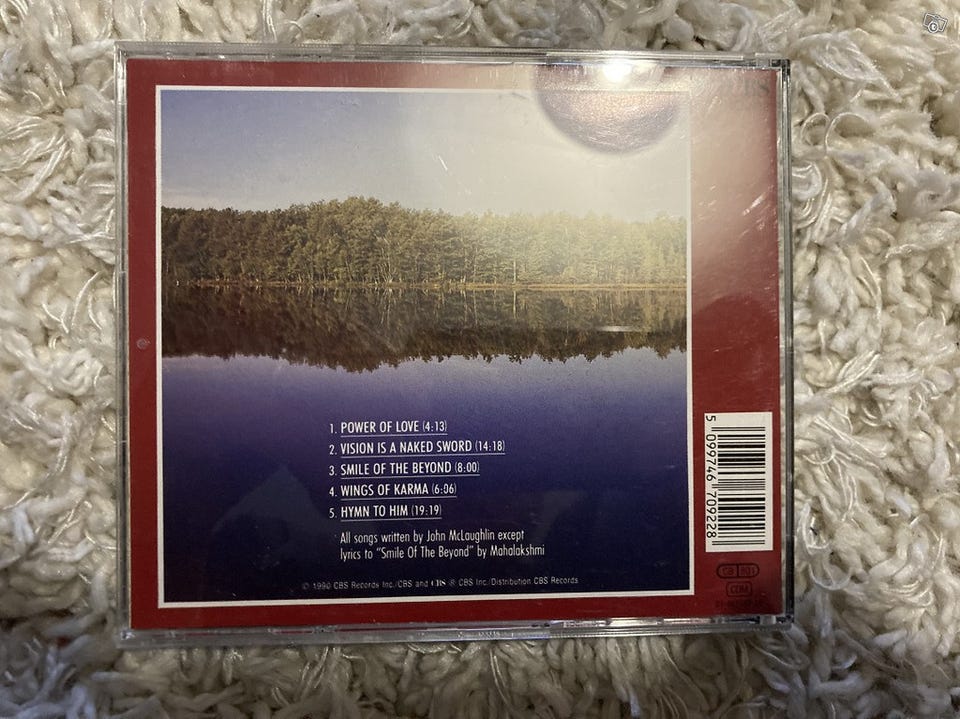 CBS
1. POWER OF LOVE (4:13)
2. VISION IS A NAKED SWORD (14:18)
3. SMILE OF THE BEYOND (8:00)
4. WINGS OF KARMA (6:06)
5. HYMN TO HIM (19:19)
All songs written by John McLaughlin except
lyrics to "Smile Of The Beyond" by Mahalakshmi
© 1990 CBS Records Inc./CBS and CBS ® CBS Inc./Distribution CBS Records
5 099746 709228